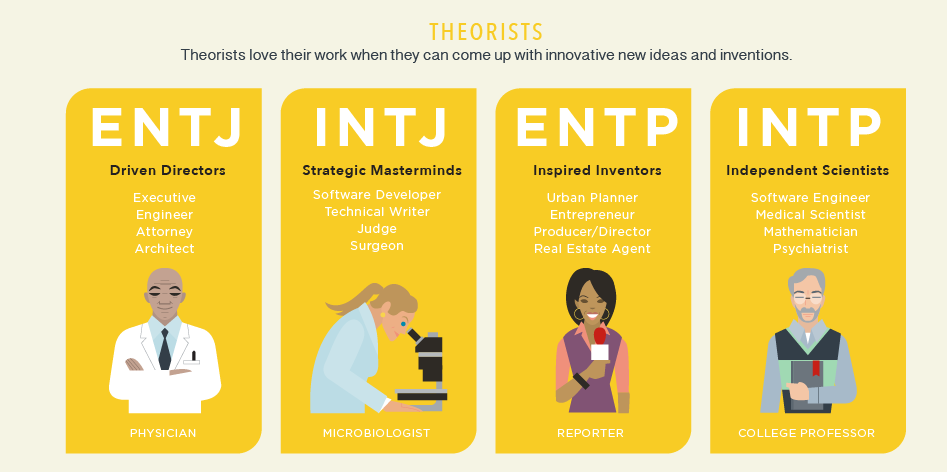 THEORISTS
Theorists love their work when they can come up with innovative new ideas and inventions.
ENTJ
Driven Directors
Executive
Engineer
Attorney
Architect
PHYSICIAN
INTJ
Strategic Masterminds
Software Developer
Technical Writer
Judge
Surgeon
MICROBIOLOGIST
ENTP
Inspired Inventors
Urban Planner
Entrepreneur
Producer/Director
Real Estate Agent
REPORTER
INTP
Independent Scientists
Software Engineer
Medical Scientist
Mathematician
Psychiatrist
COLLEGE PROFESSOR